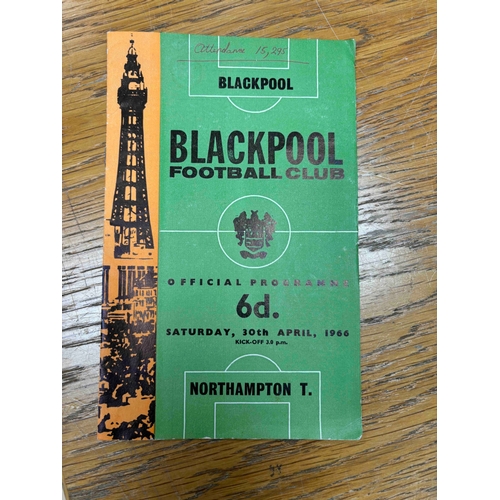 Attendance 15,295
BLACKPOOL
BLACKPOOL
FOOTBALL CLUB
OFFICIAL PROGRAMME
6d.
SATURDAY, 30th APRIL, 1966
KICK-OFF 3.0 p.m.
NORTHAMPTON T.